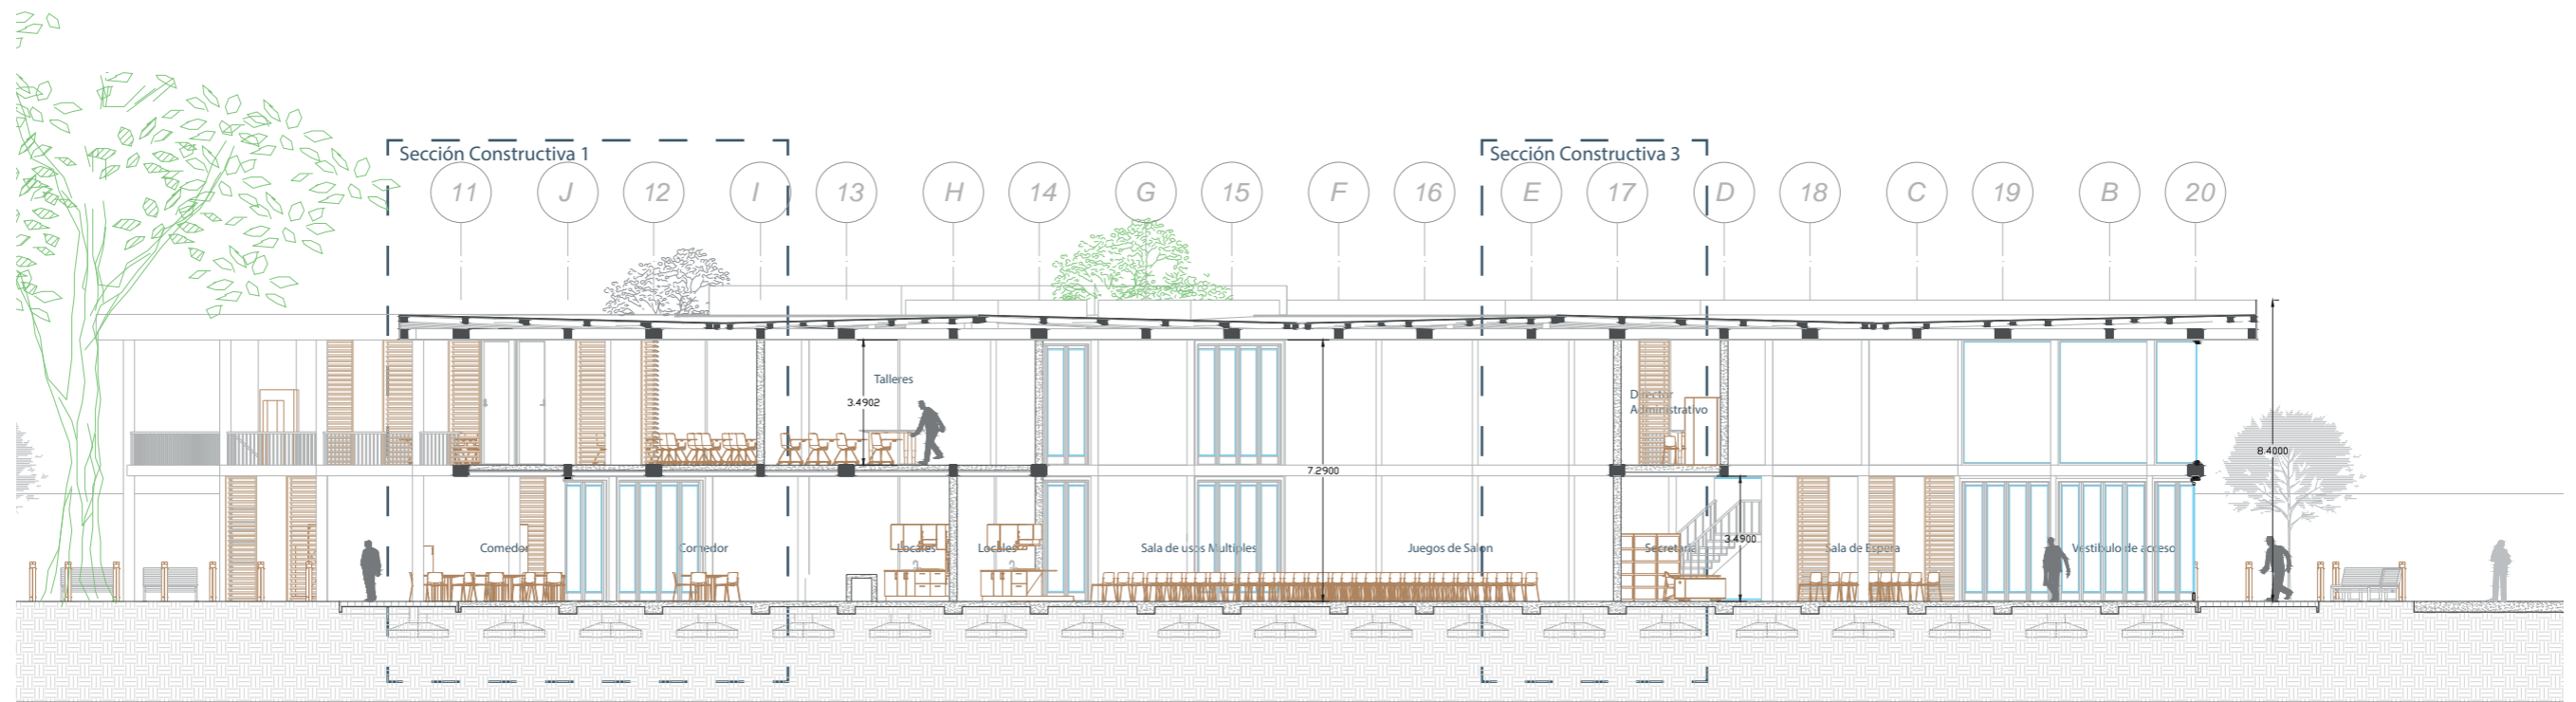 Sección Constructiva 1
Sección Constructiva 3
11
J
12
I
13
H
14
G
15
F
16
E
17
D
18
C
19
B
20
Talleres
3.4902
Director
Administrativo
8.4000
7.2900
3.4900
Comedor
Comedor
Locales
Locales
Sala de usos Multiples
Juegos de Salon
Secretaria
Sala de Espera
Vestibulo de acceso